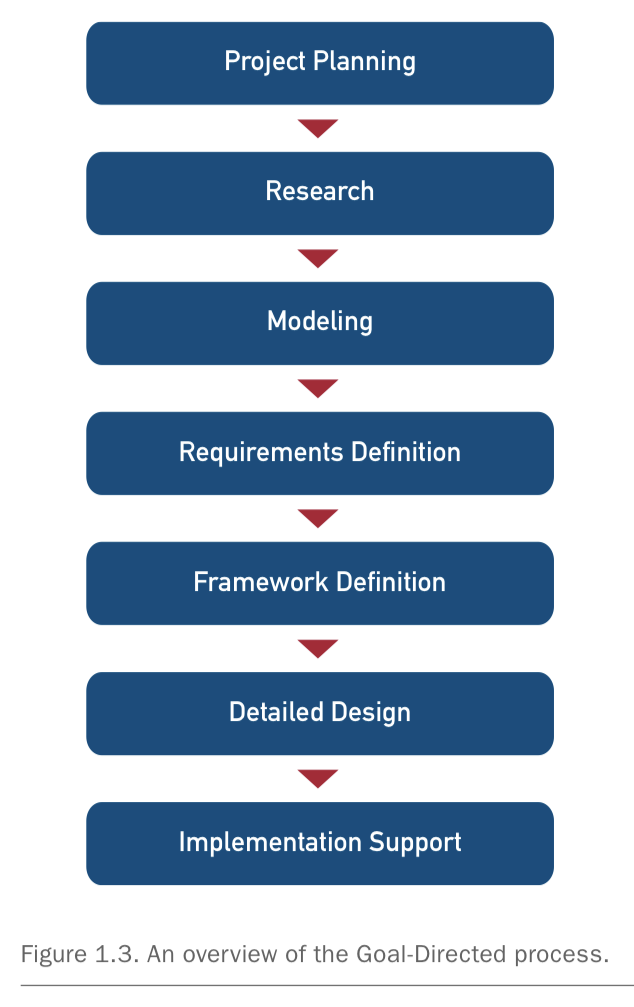 Project Planning
Research
Modeling
Requirements Definition
Framework Definition
Detailed Design
Implementation Support
Figure 1.3. An overview of the Goal-Directed process.